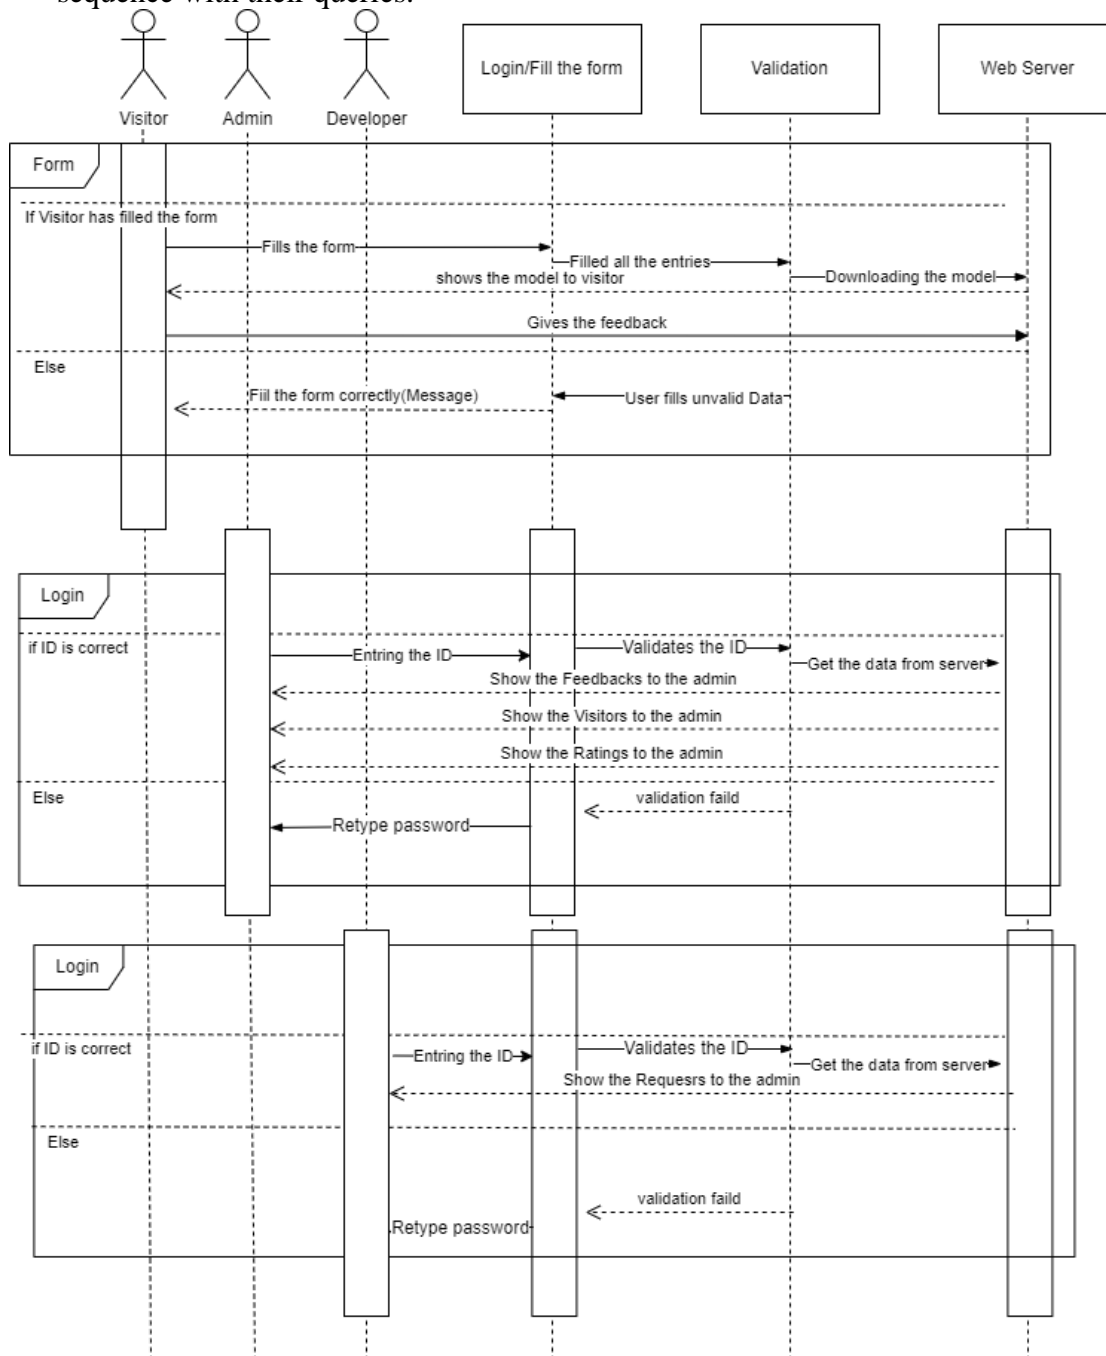 sequence with their queries.
Visitor
Admin
Developer
Login/Fill the form
Validation
Web Server
Form
If Visitor has filled the form
Fills the form
Filled all the entries
shows the model to visitor
Downloading the model
Gives the feedback
Else
Fiil the form correctly(Message)
User fills unvalid Data
Login
if ID is correct
Entring the ID
Validates the ID
Get the data from server
Show the Feedbacks to the admin
Show the Visitors to the admin
Show the Ratings to the admin
Else
validation faild
Retype password
Login
if ID is correct
Entring the ID
Validates the ID
Get the data from server
Show the Requesrs to the admin
Else
validation faild
Retype password